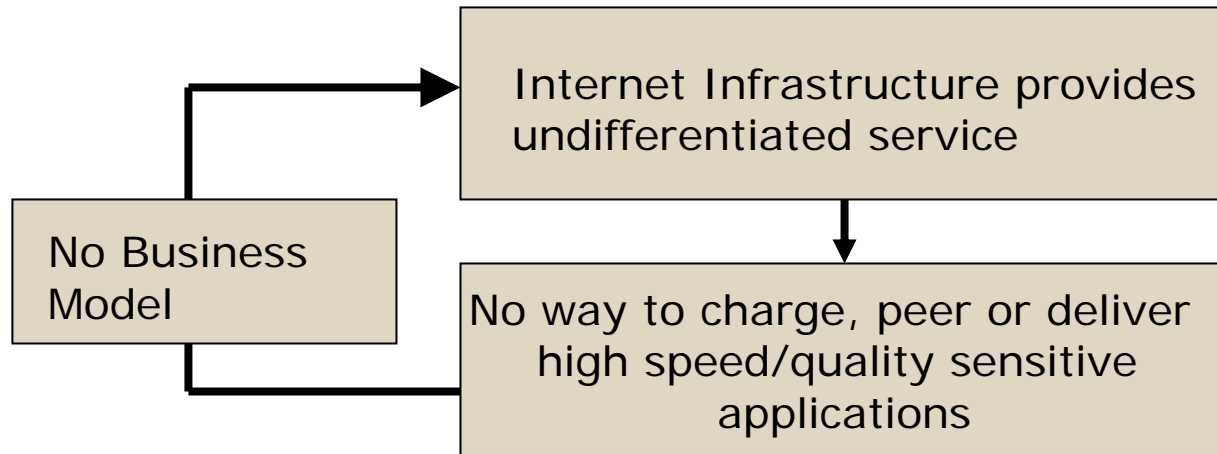 Internet Infrastructure provides
undifferentiated service
No Business
Model
No way to charge, peer or deliver
high speed/quality sensitive
applications